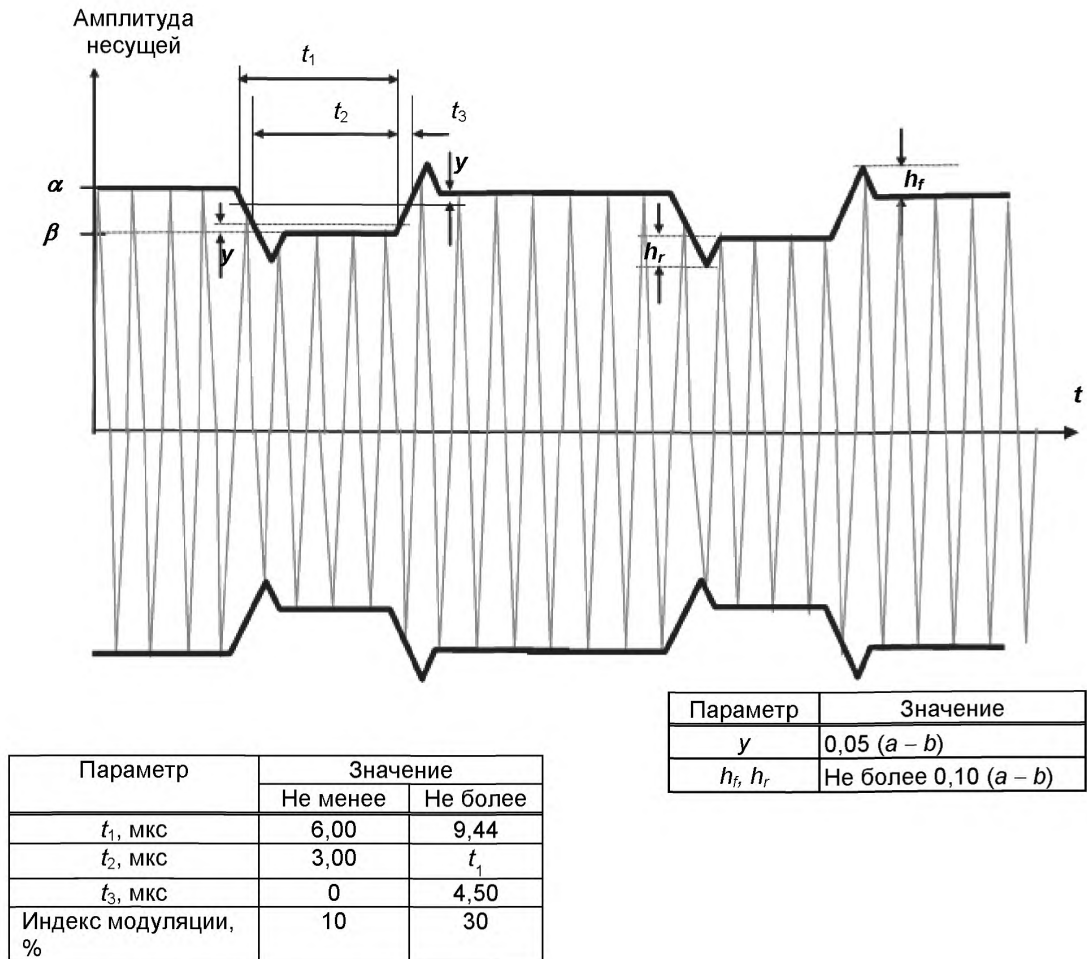 Амплитуда
несущей
t1
t2
t3
y
α
hf
β
y
hr
t
Параметр Значение
y 0,05 (a – b)
hf, hr Не более 0,10 (a – b)
Параметр Значение
Не менее Не более
t1, мкс 6,00 9,44
t2, мкс 3,00 t1
t3, мкс 0 4,50
Индекс модуляции, 10 30
%